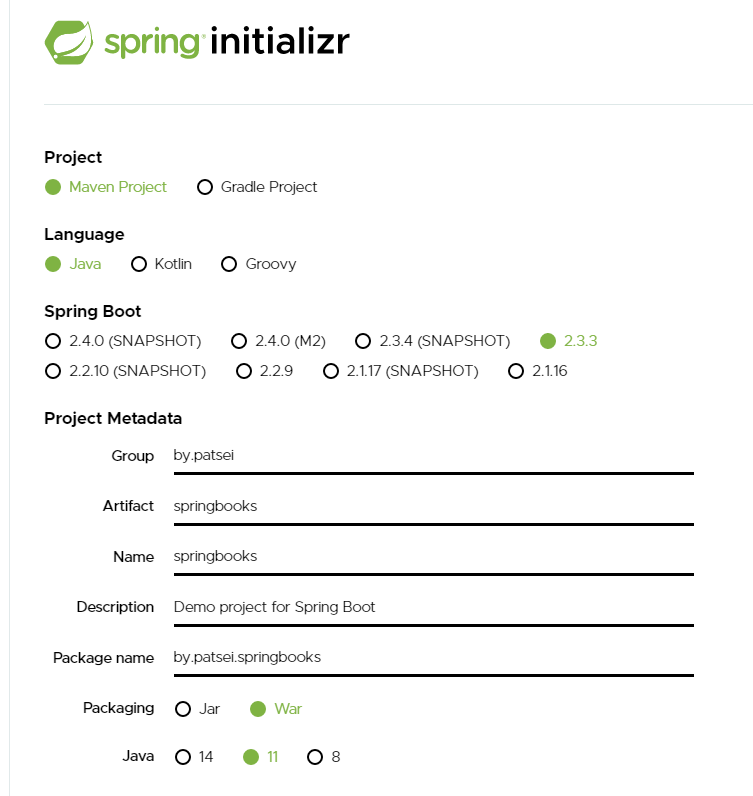 spring initializr
Project
Maven Project Gradle Project
Language
Java Kotlin Groovy
Spring Boot
2.4.0 (SNAPSHOT) 2.4.0 (M2) 2.3.4 (SNAPSHOT) 2.3.3
2.2.10 (SNAPSHOT) 2.2.9 2.1.17 (SNAPSHOT) 2.1.16
Project Metadata
Group by.patsei
Artifact springbooks
Name springbooks
Description Demo project for Spring Boot
Package name by.patsei.springbooks
Packaging Jar War
Java 14 11 8